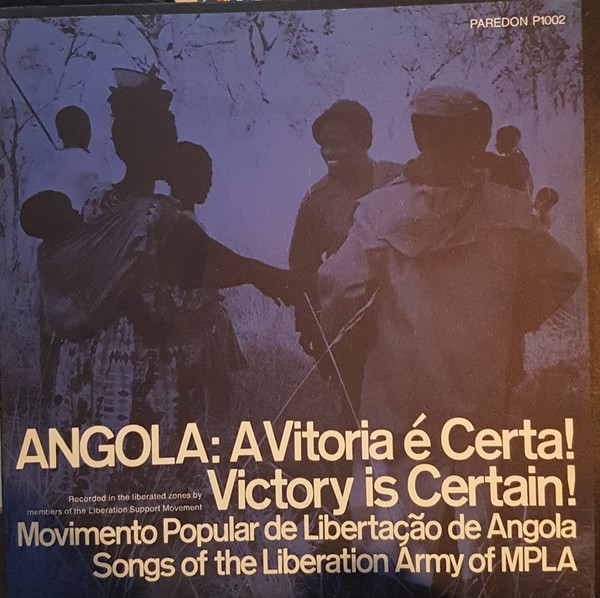 PAREDON P1002
ANGOLA: A Vitoria é Certa!
Recorded in the liberated zones by
members of the Liberation Support Movement
Victory is Certain!
Movimento Popular de Libertação de Angola
Songs of the Liberation Army of MPLA